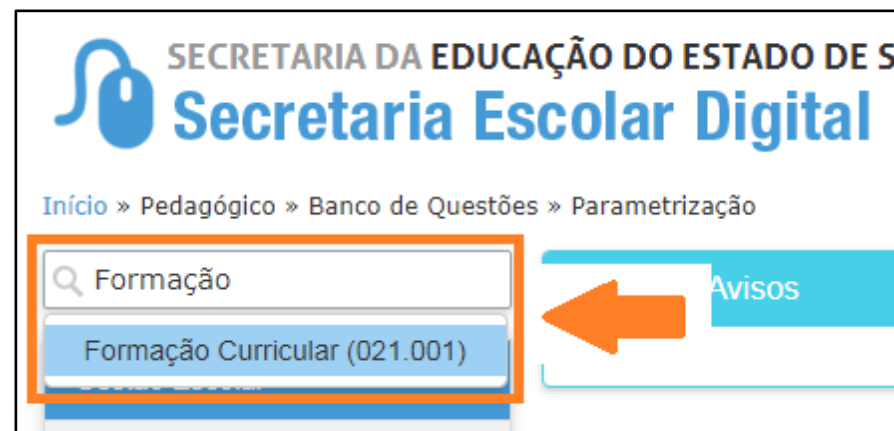 SECRETARIA DA EDUCAÇÃO DO ESTADO DE S
Secretaria Escolar Digital
Início » Pedagógico » Banco de Questões » Parametrização
Formação
Avisos
Formação Curricular (021.001)